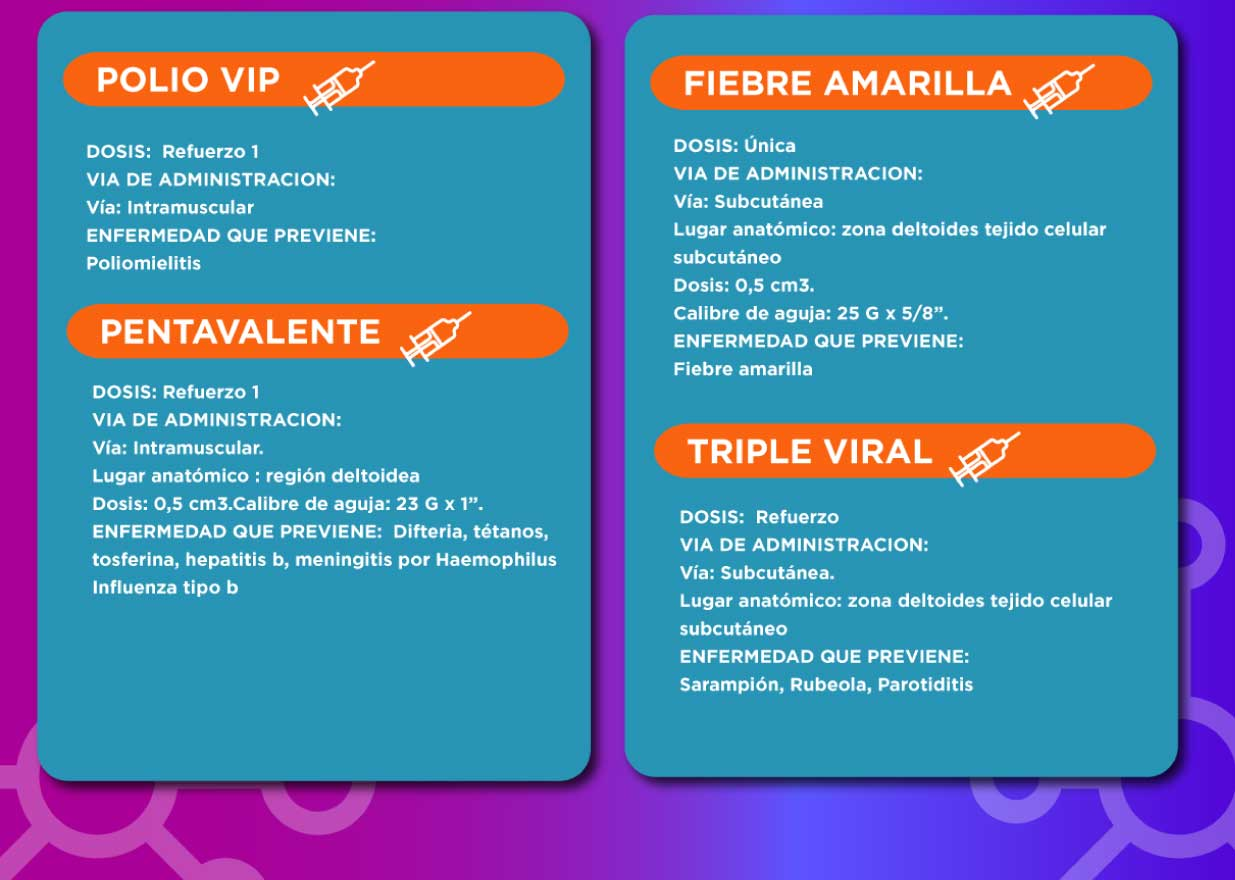 POLIO VIP
DOSIS:  Refuerzo 1
VIA DE ADMINISTRACION:
Vía: Intramuscular
ENFERMEDAD QUE PREVIENE:
Poliomielitis
PENTAVALENTE
DOSIS: Refuerzo 1
VIA DE ADMINISTRACION:
Vía: Intramuscular.
Lugar anatómico : región deltoidea
Dosis: 0,5 cm3.Calibre de aguja: 23 G x 1”.
ENFERMEDAD QUE PREVIENE:  Difteria, tétanos,
tosferina, hepatitis b, meningitis por Haemophilus
Influenza tipo b
FIEBRE AMARILLA
DOSIS: Única
VIA DE ADMINISTRACION:
Vía: Subcutánea
Lugar anatómico: zona deltoides tejido celular
subcutáneo
Dosis: 0,5 cm3.
Calibre de aguja: 25 G x 5/8”.
ENFERMEDAD QUE PREVIENE:
Fiebre amarilla
TRIPLE VIRAL
DOSIS:  Refuerzo
VIA DE ADMINISTRACION:
Vía: Subcutánea.
Lugar anatómico: zona deltoides tejido celular
subcutáneo
ENFERMEDAD QUE PREVIENE:
Sarampión, Rubeola, Parotiditis